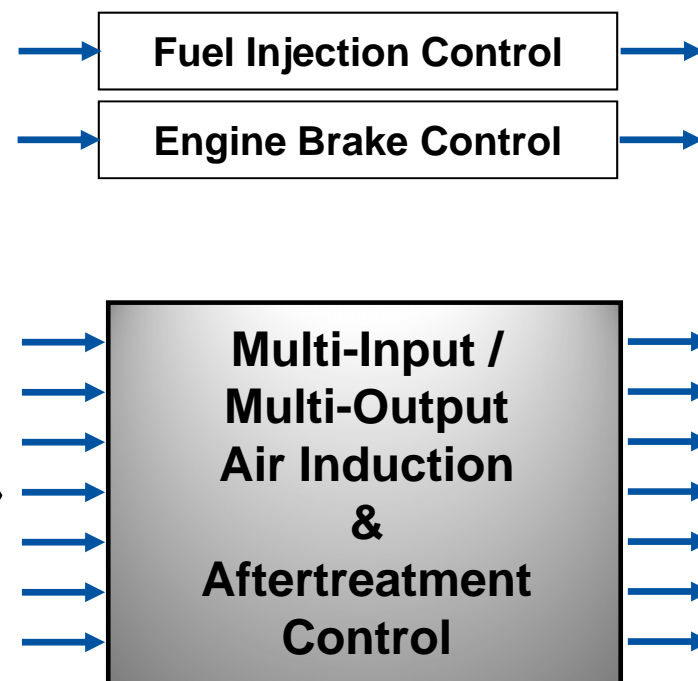 Fuel Injection Control
Engine Brake Control
Multi-Input /
Multi-Output
Air Induction
&
Aftertreatment
Control